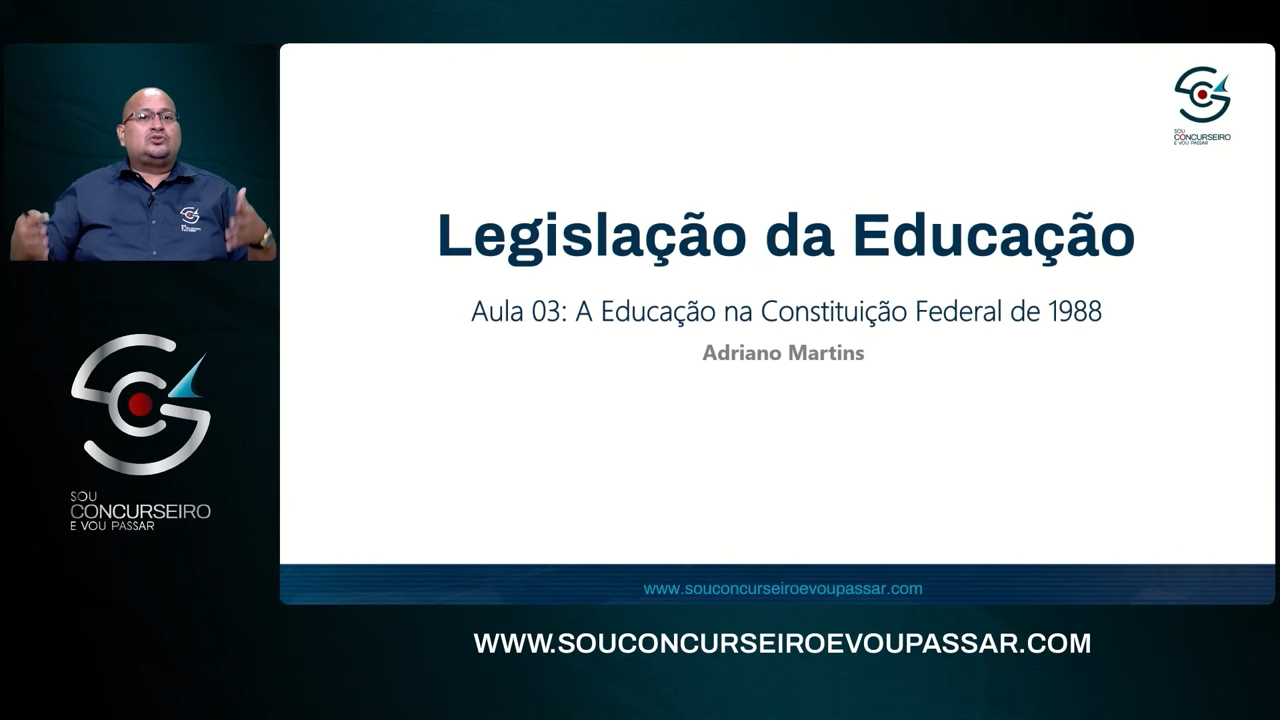 SOU
CONCURSEIRO
E VOU PASSAR
Legislação da Educação
Aula 03: A Educação na Constituição Federal de 1988
Adriano Martins
www.souconcurseiroevoupassar.com
SOU
CONCURSEIRO
E VOU PASSAR
WWW.SOUCONCURSEIROEVOUPASSAR.COM